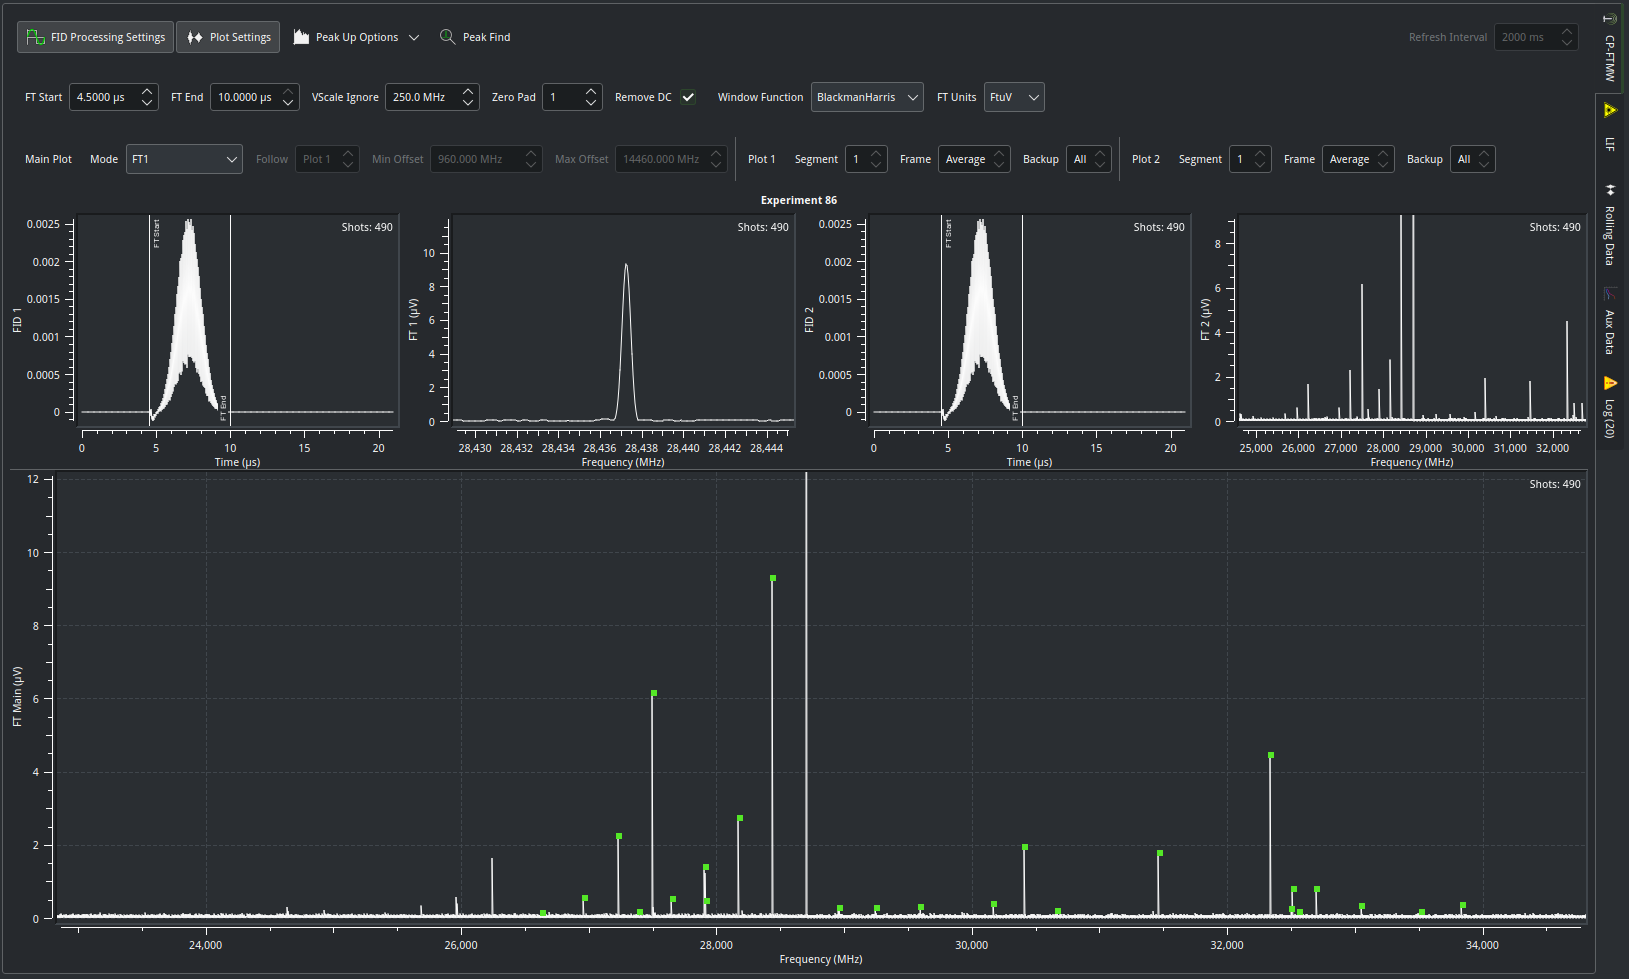 FID Processing Settings Plot Settings Peak Up Options Peak Find Refresh Interval 2000 ms
FT Start 4.5000 µs FT End 10.0000 µs VScale Ignore 250.0 MHz Zero Pad 1 Remove DC Window Function BlackmanHarris FT Units FtuV
Main Plot Mode FT1 Follow Plot 1 Min Offset 960.000 MHz Max Offset 14460.000 MHz Plot 1 Segment 1 Frame Average Backup All Plot 2 Segment 1 Frame Average Backup All
Experiment 86
FID 1
0.0025
0.002
0.0015
0.001
0.0005
0
FT Start
FT End
Shots: 490
0 5 10 15 20
Time (µs)
FT 1 (µV)
10
8
6
4
2
0
Shots: 490
28,430 28,432 28,434 28,436 28,438 28,440 28,442 28,444
Frequency (MHz)
FID 2
0.0025
0.002
0.0015
0.001
0.0005
0
FT Start
FT End
Shots: 490
0 5 10 15 20
Time (µs)
FT 2 (µV)
8
6
4
2
0
Shots: 490
25,000 26,000 27,000 28,000 29,000 30,000 31,000 32,000
Frequency (MHz)
FT Main (µV)
12
10
8
6
4
2
0
Shots: 490
24,000 26,000 28,000 30,000 32,000 34,000
Frequency (MHz)
CP-FTMW
LIF
Rolling Data
Aux Data
Log (20)